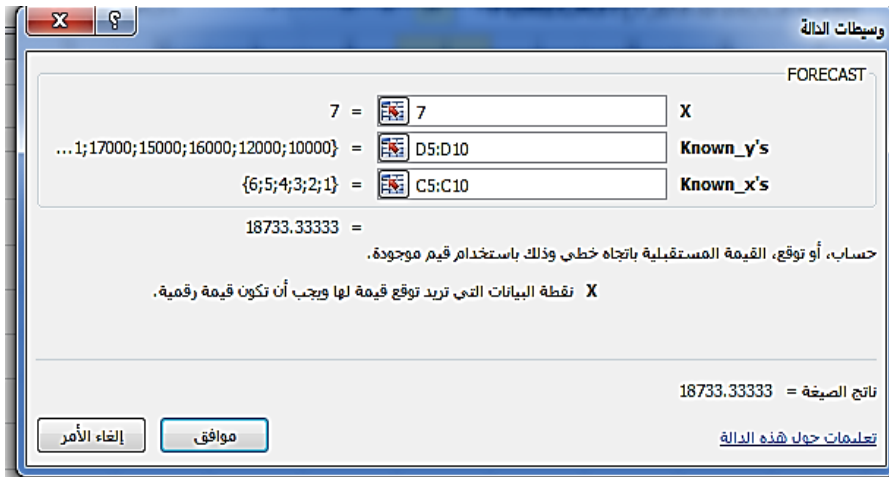 وسيطات الدالة
FORECAST
X 7 = 7
Known_y's D5:D10 = {10000;12000;16000;15000;17000;1...
Known_x's C5:C10 = {1;2;3;4;5;6}
= 18733.33333
حساب، أو توقع، القيمة المستقبلية باتجاه خطي وذلك باستخدام قيم موجودة.
X نقطة البيانات التي تريد توقع قيمة لها ويجب أن تكون قيمة رقمية.
ناتج الصيغة = 18733.33333
تعليمات حول هذه الدالة
موافق
إلغاء الأمر